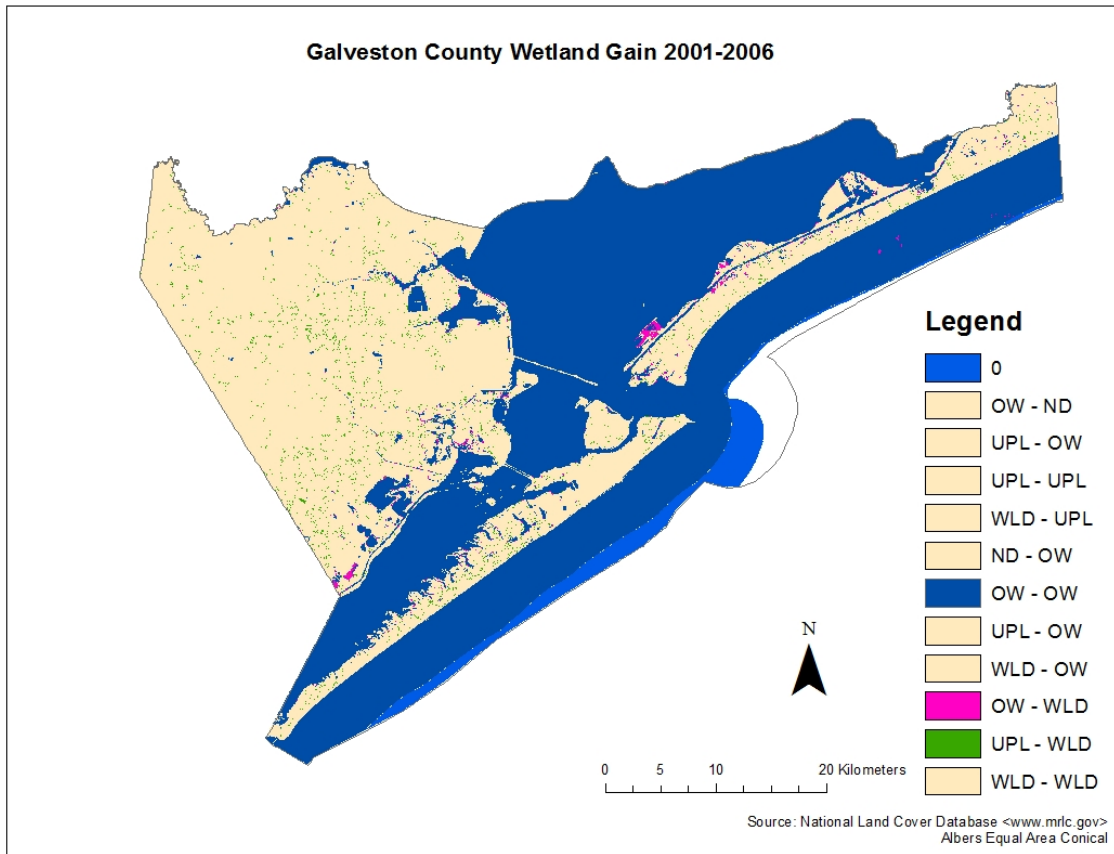 Galveston County Wetland Gain 2001-2006
Legend
0
OW - ND
UPL - OW
UPL - UPL
WLD - UPL
ND - OW
OW - OW
UPL - OW
WLD - OW
OW - WLD
UPL - WLD
WLD - WLD
N
0 5 10 20 Kilometers
Source: National Land Cover Database <www.mrlc.gov>
Albers Equal Area Conical